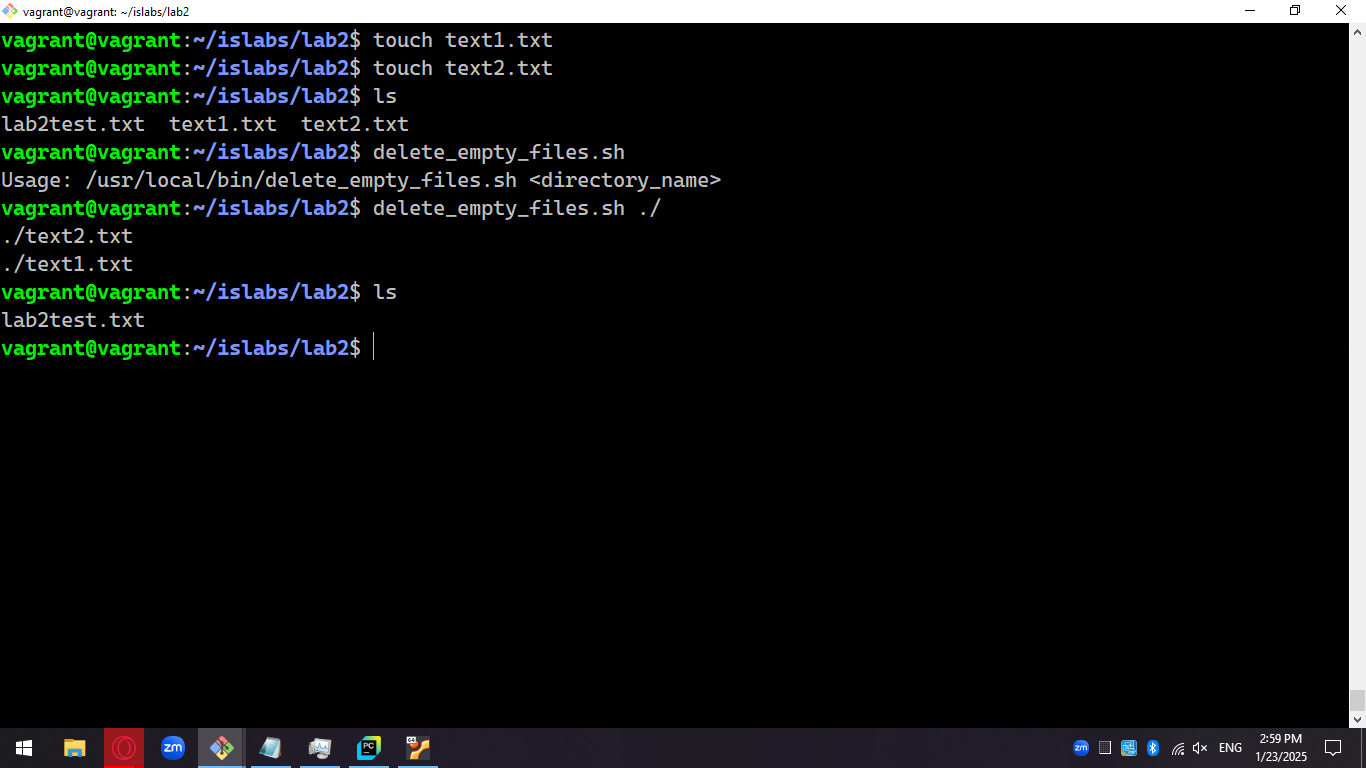 vagrant@vagrant: ~/islabs/lab2
vagrant@vagrant:~/islabs/lab2$ touch text1.txt
vagrant@vagrant:~/islabs/lab2$ touch text2.txt
vagrant@vagrant:~/islabs/lab2$ ls
lab2test.txt  text1.txt  text2.txt
vagrant@vagrant:~/islabs/lab2$ delete_empty_files.sh
Usage: /usr/local/bin/delete_empty_files.sh <directory_name>
vagrant@vagrant:~/islabs/lab2$ delete_empty_files.sh ./
./text2.txt
./text1.txt
vagrant@vagrant:~/islabs/lab2$ ls
lab2test.txt
vagrant@vagrant:~/islabs/lab2$
zm
PC
64
zm
ENG
2:59 PM
1/23/2025